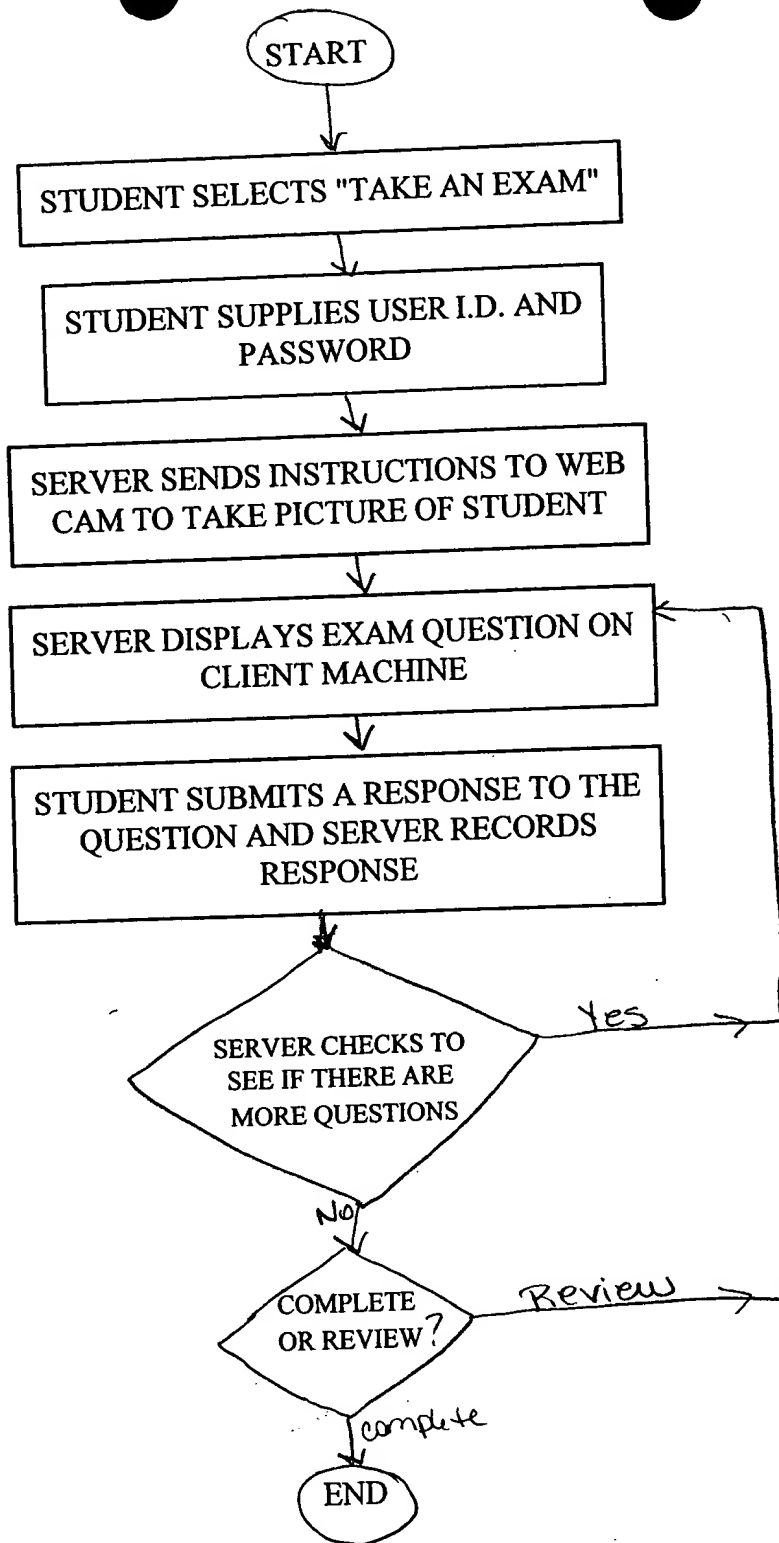 START
STUDENT SELECTS "TAKE AN EXAM"
STUDENT SUPPLIES USER I.D. AND
PASSWORD
SERVER SENDS INSTRUCTIONS TO WEB
CAM TO TAKE PICTURE OF STUDENT
SERVER DISPLAYS EXAM QUESTION ON
CLIENT MACHINE
STUDENT SUBMITS A RESPONSE TO THE
QUESTION AND SERVER RECORDS
RESPONSE
Yes
SERVER CHECKS TO
SEE IF THERE ARE
MORE QUESTIONS
No
Review
COMPLETE
OR REVIEW?
complete
END